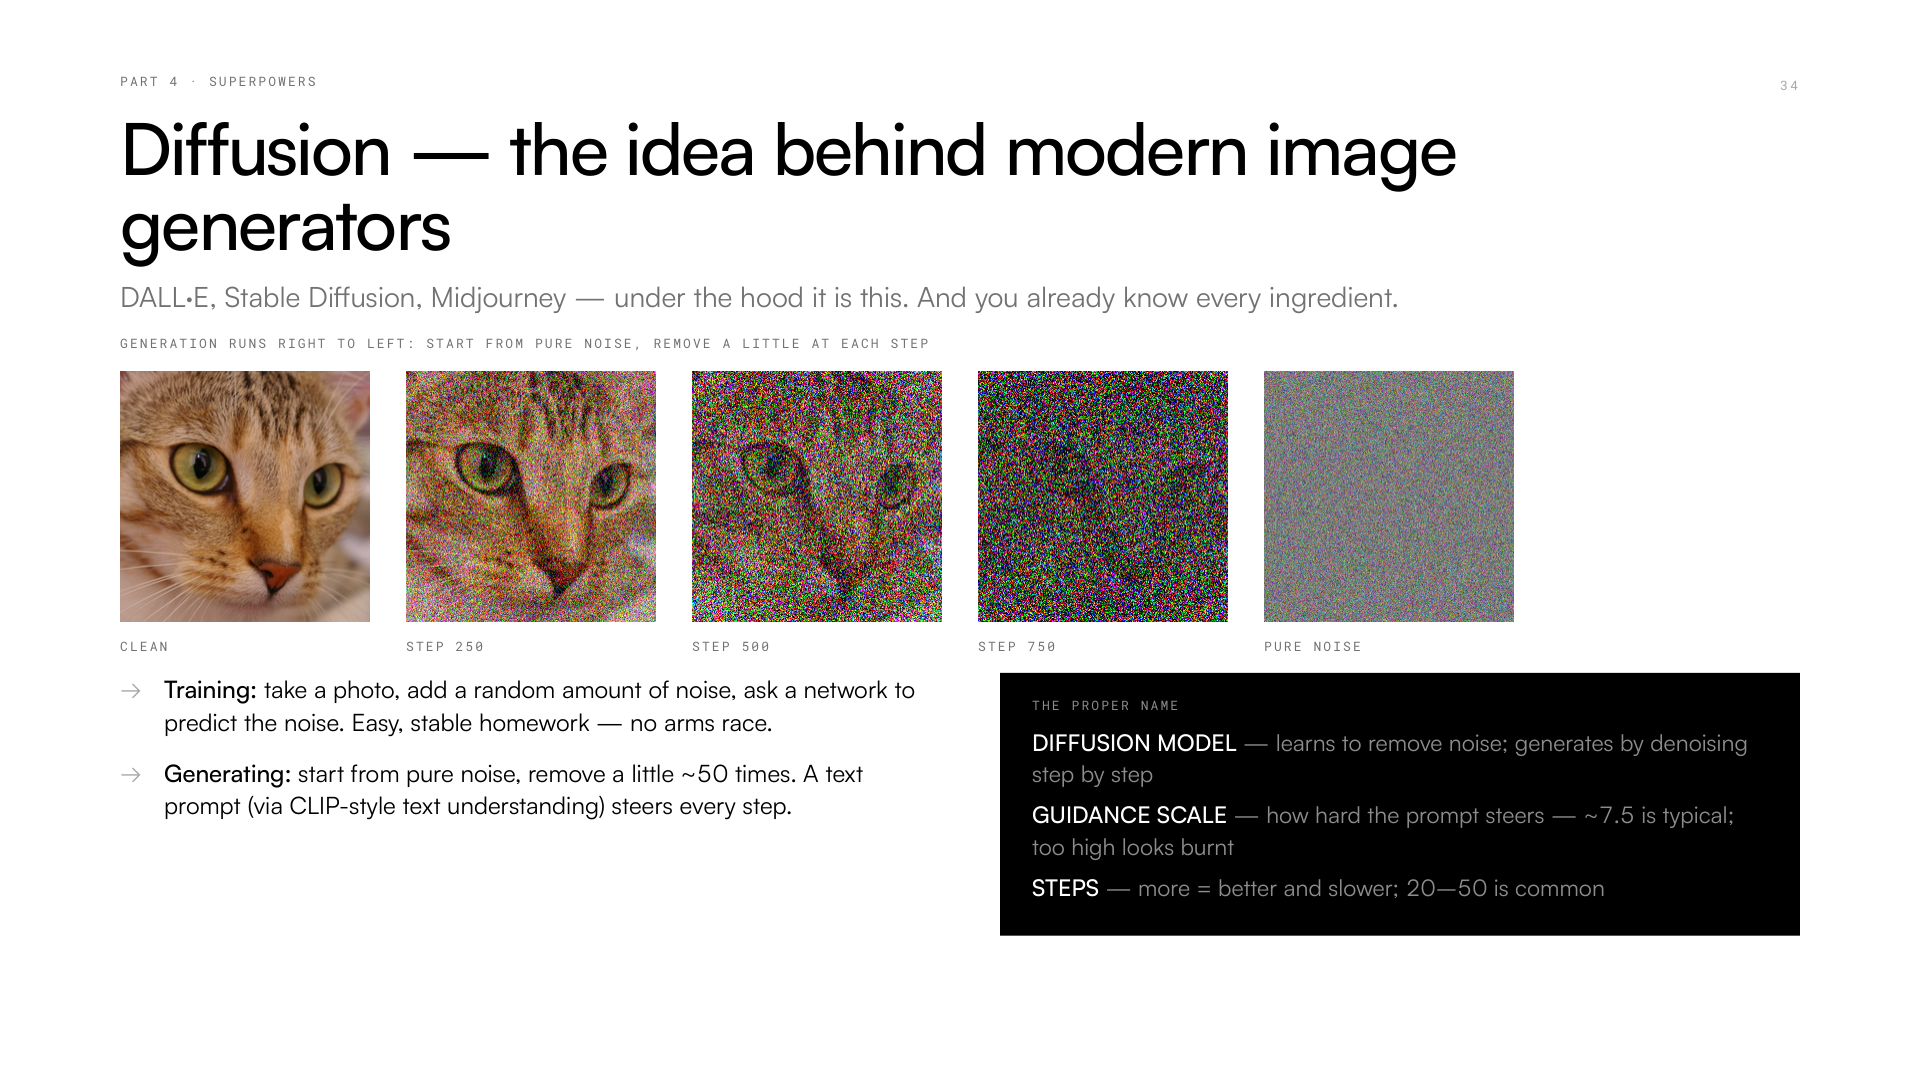 PART 4 · SUPERPOWERS
34
Diffusion — the idea behind modern image
generators
DALL·E, Stable Diffusion, Midjourney — under the hood it is this. And you already know every ingredient.
GENERATION RUNS RIGHT TO LEFT: START FROM PURE NOISE, REMOVE A LITTLE AT EACH STEP
CLEAN
STEP 250
STEP 500
STEP 750
PURE NOISE
→ Training: take a photo, add a random amount of noise, ask a network to
predict the noise. Easy, stable homework — no arms race.
→ Generating: start from pure noise, remove a little ~50 times. A text
prompt (via CLIP-style text understanding) steers every step.
THE PROPER NAME
DIFFUSION MODEL — learns to remove noise; generates by denoising
step by step
GUIDANCE SCALE — how hard the prompt steers — ~7.5 is typical;
too high looks burnt
STEPS — more = better and slower; 20–50 is common